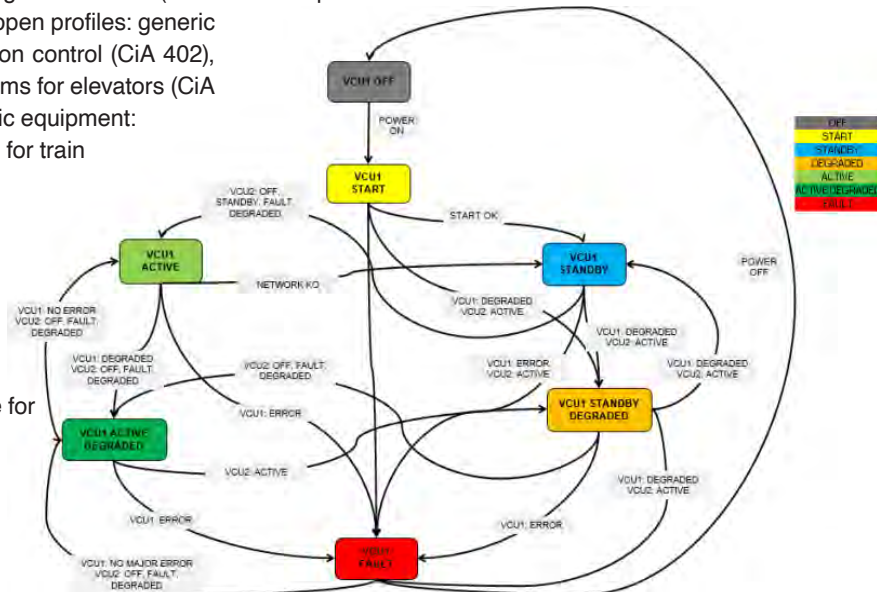 open profiles: generic
on control (CiA 402),
ms for elevators (CiA
ic equipment:
for train
e for
VCU1 OFF
POWER
ON
VCU1
START
OFF
START
STANDBY
DEGRADED
ACTIVE
ACTIVE DEGRADED
FAULT
VCU2: OFF,
STANDBY, FAULT,
DEGRADED
START OK
VCU1
ACTIVE
VCU1
STANDBY
POWER
OFF
NETWORK KO
VCU1: NO ERROR
VCU2: OFF, FAULT,
DEGRADED
VCU1: DEGRADED
VCU2: ACTIVE
VCU1: DEGRADED
VCU2: ACTIVE
VCU1: DEGRADED
VCU2: OFF, FAULT,
DEGRADED
VCU2: OFF, FAULT,
DEGRADED
VCU1: ERROR,
VCU2: ACTIVE
VCU1: DEGRADED
VCU2: ACTIVE
VCU1: ERROR
VCU1 STANDBY
DEGRADED
VCU1 ACTIVE
DEGRADED
VCU2: ACTIVE
VCU1: DEGRADED
VCU2: ACTIVE
VCU1: ERROR
VCU1: ERROR
VCU1
FAULT
VCU1: NO MAJOR ERROR
VCU2: OFF, FAULT,
DEGRADED